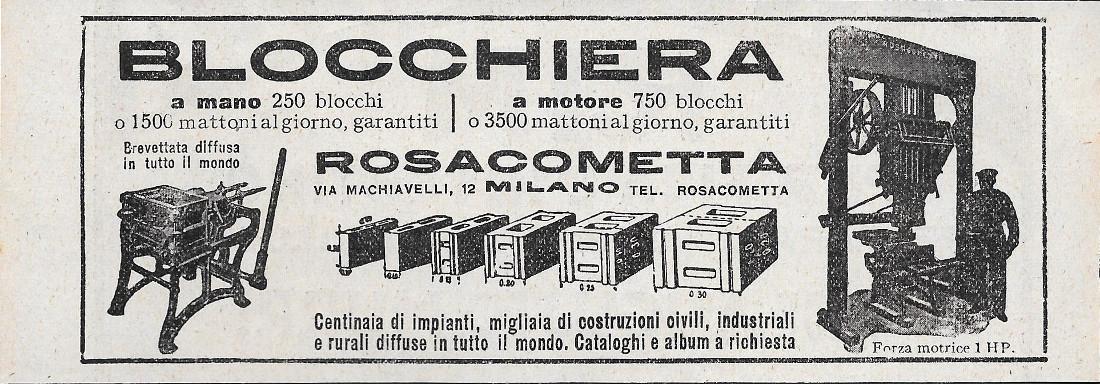 BLOCCHIERA
a mano 250 blocchi
o 1500 mattoni al giorno, garantiti
a motore 750 blocchi
o 3500 mattoni al giorno, garantiti
Brevettata diffusa
in tutto il mondo
ROSACOMETTA
VIA MACHIAVELLI, 12 MILANO TEL. ROSACOMETTA
0.20
0.25
0 30
Centinaia di impianti, migliaia di costruzioni civili, industriali
e rurali diffuse in tutto il mondo. Cataloghi e album a richiesta
Forza motrice 1 HP.